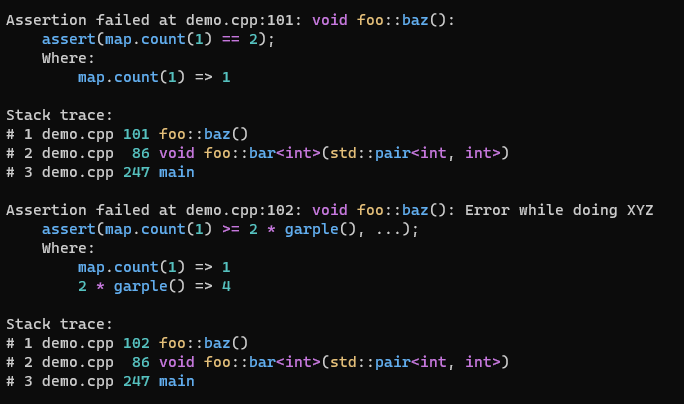 Assertion failed at demo.cpp:101: void foo::baz():
    assert(map.count(1) == 2);
    Where:
        map.count(1) => 1

Stack trace:
# 1 demo.cpp 101 foo::baz()
# 2 demo.cpp  86 void foo::bar<int>(std::pair<int, int>)
# 3 demo.cpp 247 main

Assertion failed at demo.cpp:102: void foo::baz(): Error while doing XYZ
    assert(map.count(1) >= 2 * garple(), ...);
    Where:
        map.count(1) => 1
        2 * garple() => 4

Stack trace:
# 1 demo.cpp 102 foo::baz()
# 2 demo.cpp  86 void foo::bar<int>(std::pair<int, int>)
# 3 demo.cpp 247 main